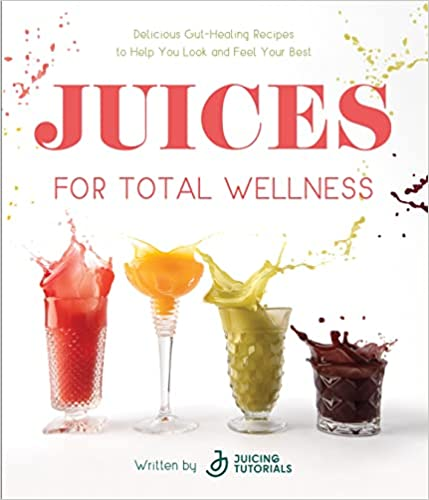 Delicious Gut-Healing Recipes
to Help You Look and Feel Your Best
JUICES
FOR TOTAL WELLNESS
Written by JUICING
TUTORIALS